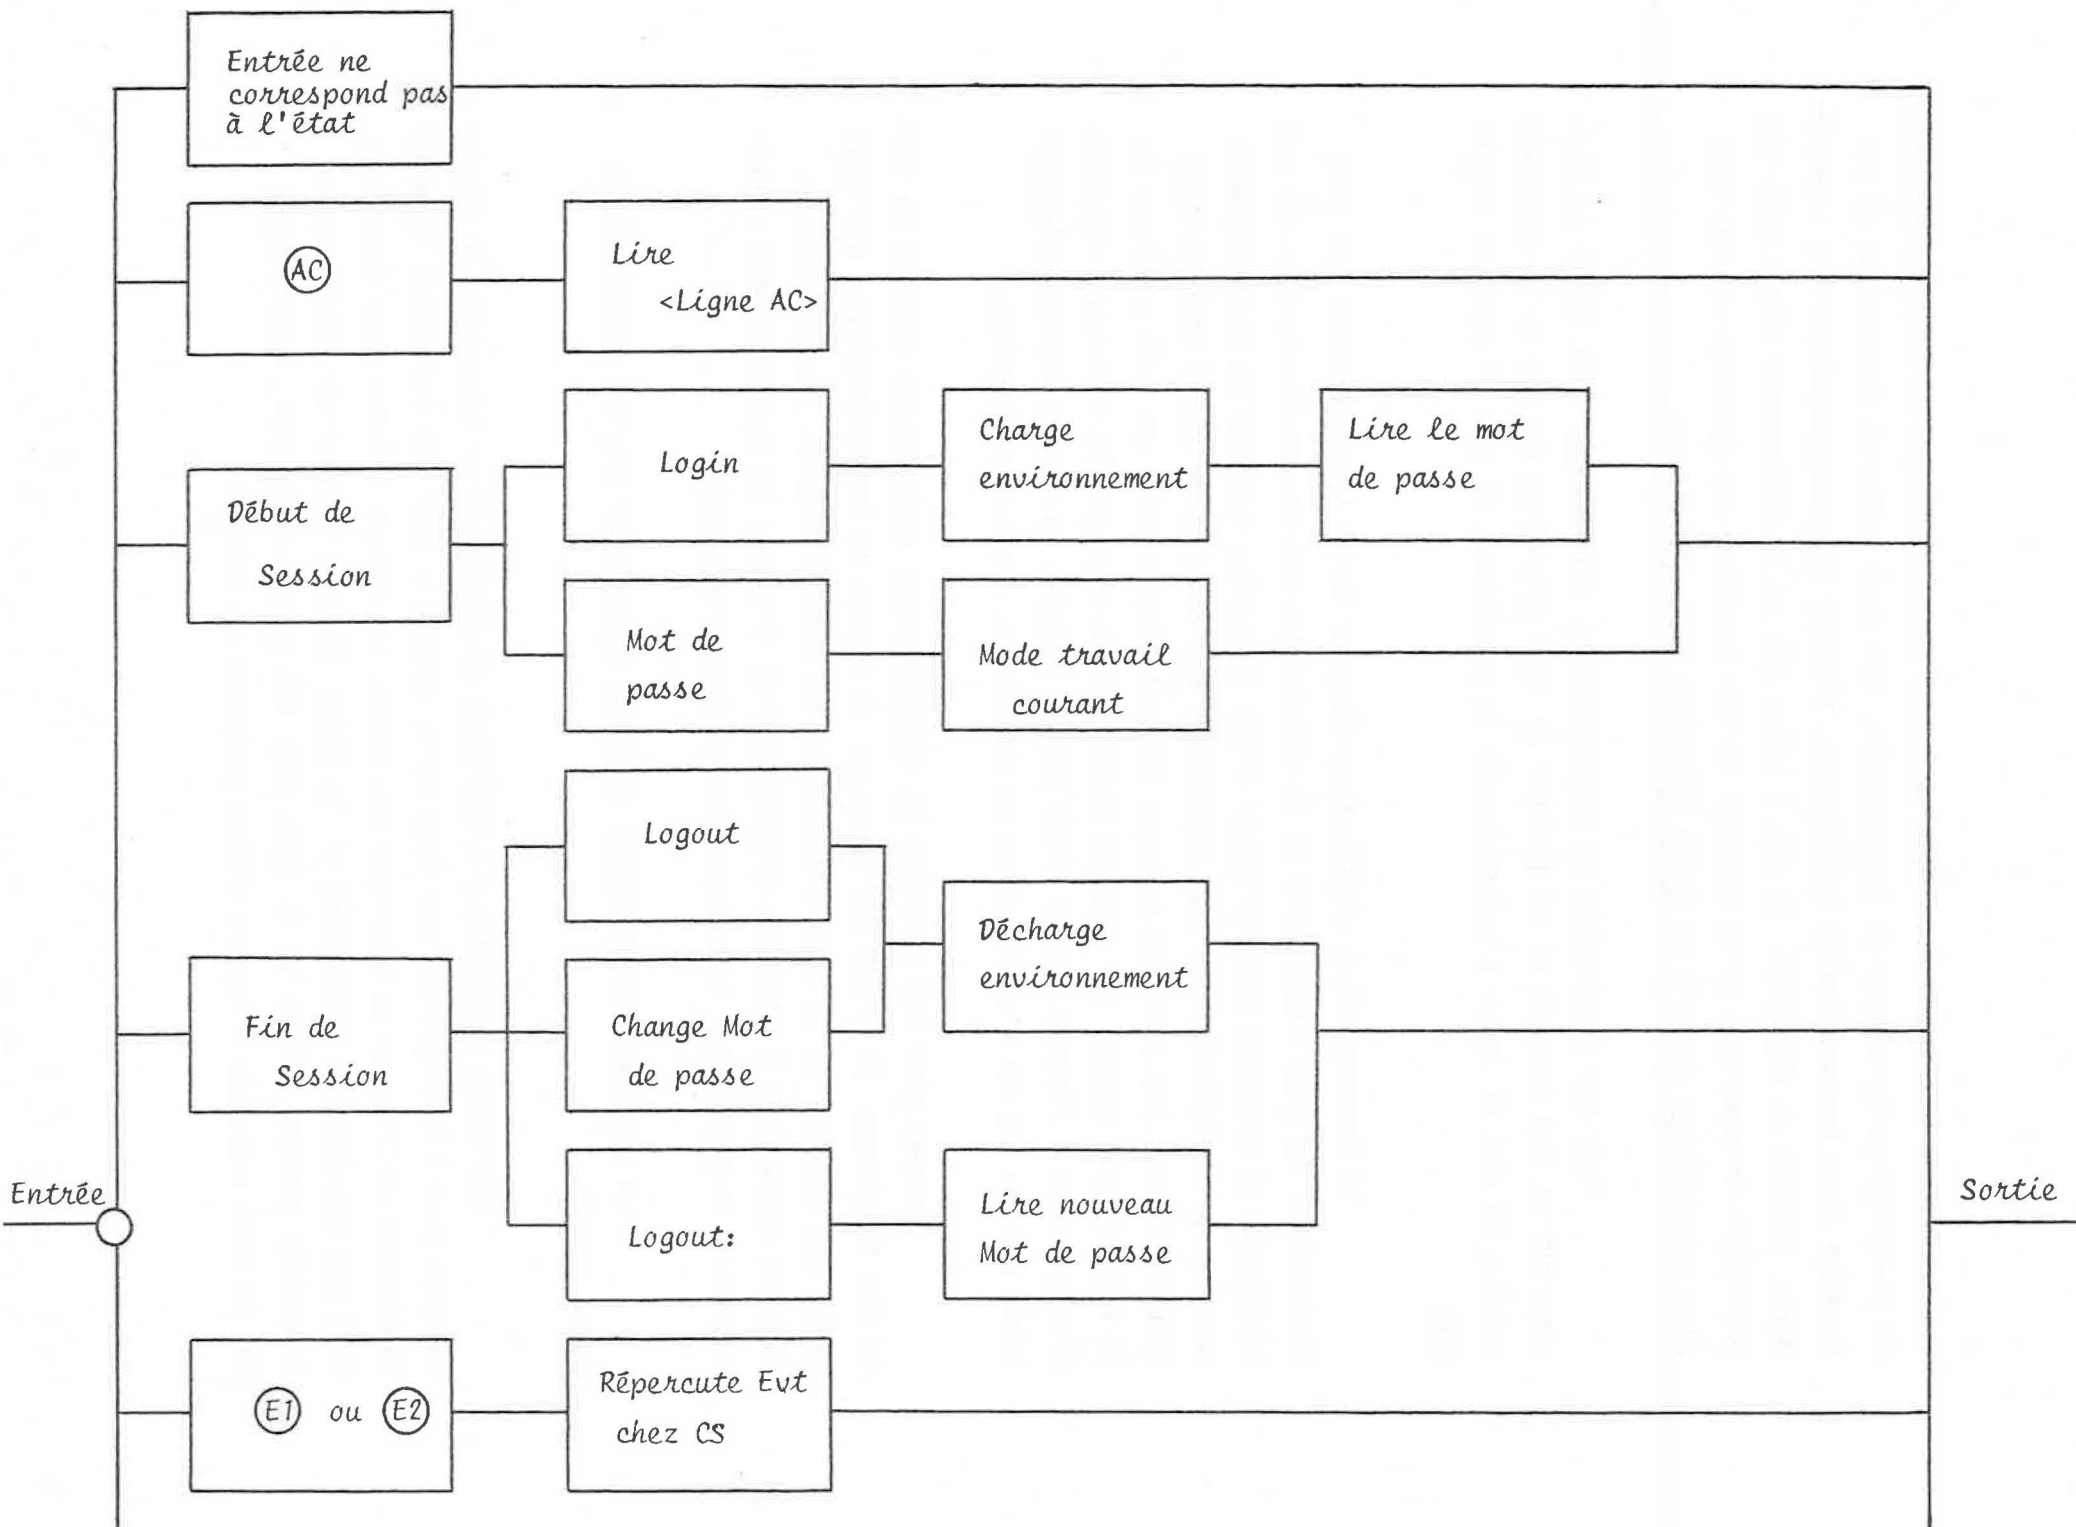 Entrée ne
correspond pas
à l'état
AC
Lire
<Ligne AC>
Login
Charge
environnement
Lire le mot
de passe
Début de
Session
Mot de
passe
Mode travail
courant
Logout
Décharge
environnement
Fin de
Session
Change Mot
de passe
Entrée
Logout:
Lire nouveau
Mot de passe
Sortie
E1 ou E2
Répercute Evt
chez CS